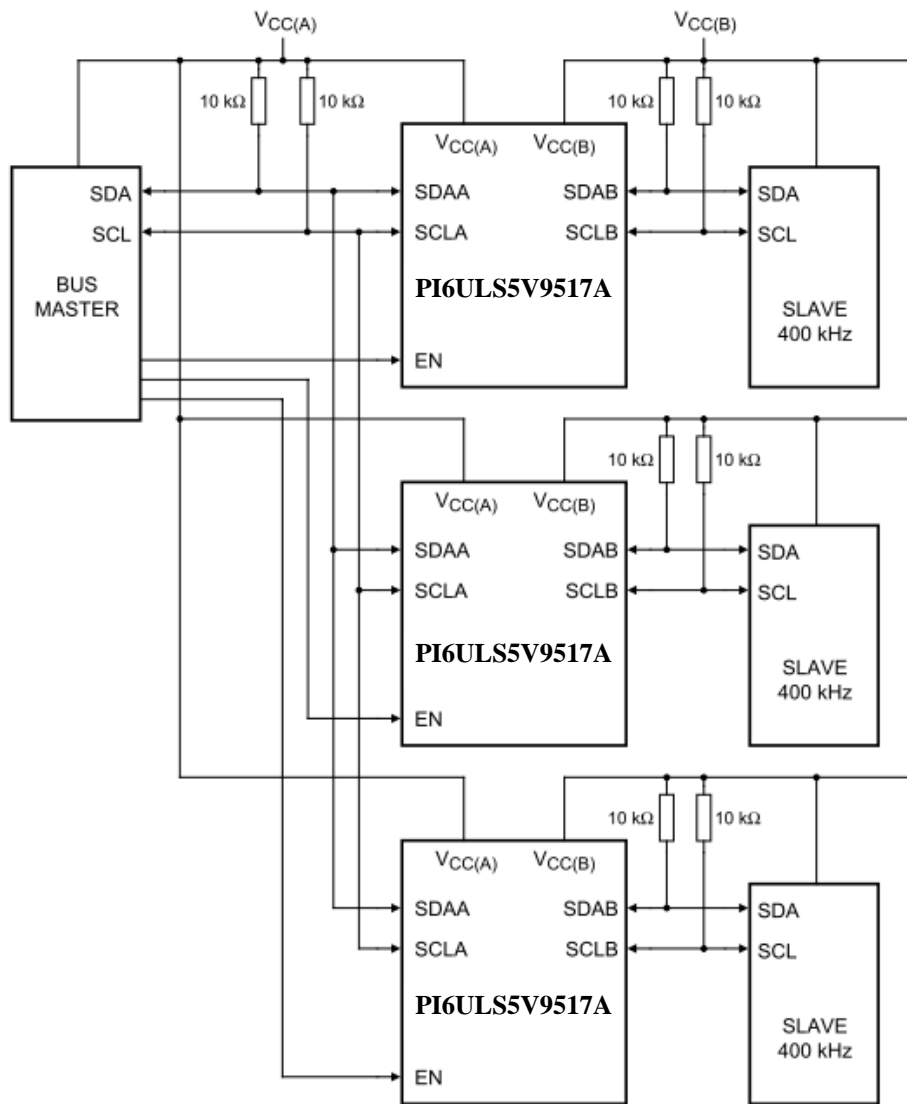 VCC(A)
VCC(B)
10 kΩ
10 kΩ
10 kΩ
10 kΩ
SDA
SCL
BUS
MASTER
VCC(A)
VCC(B)
SDAA
SDAB
SCLA
SCLB
PI6ULS5V9517A
EN
SDA
SCL
SLAVE
400 kHz
10 kΩ
10 kΩ
VCC(A)
VCC(B)
SDAA
SDAB
SCLA
SCLB
PI6ULS5V9517A
EN
SDA
SCL
SLAVE
400 kHz
10 kΩ
10 kΩ
VCC(A)
VCC(B)
SDAA
SDAB
SCLA
SCLB
PI6ULS5V9517A
EN
SDA
SCL
SLAVE
400 kHz